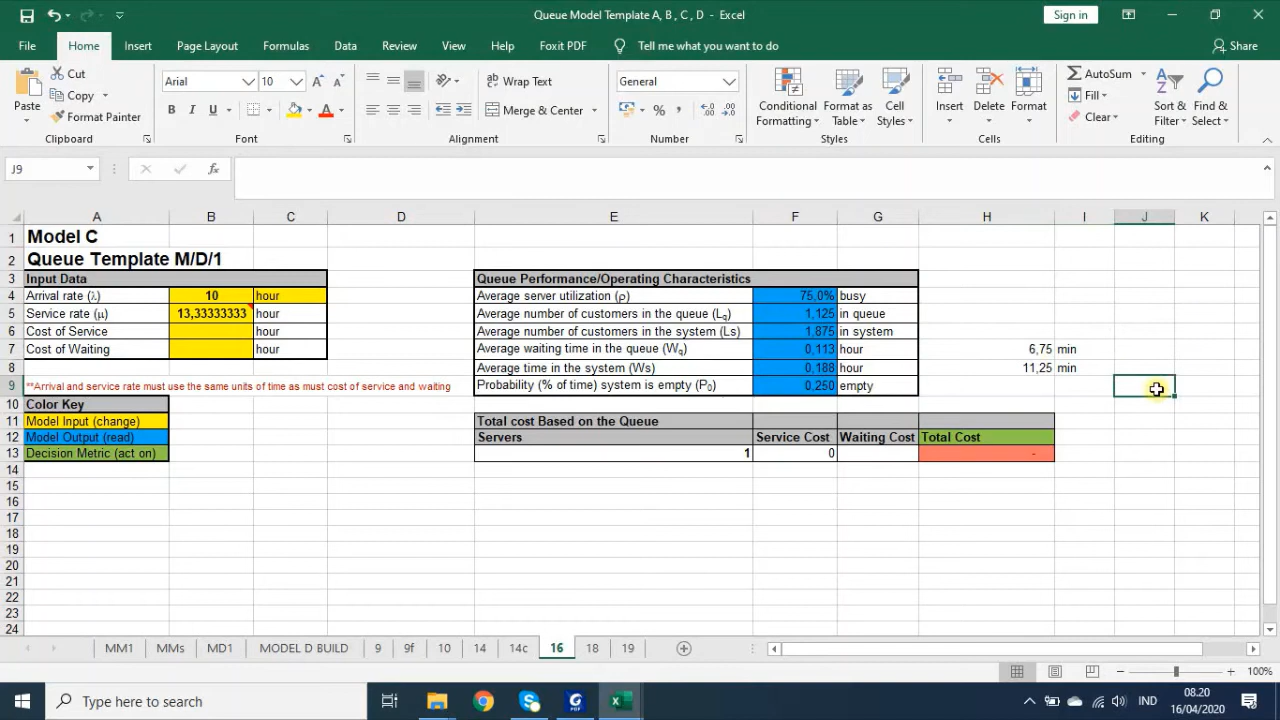 Queue Model Template A, B , C , D - Excel
Sign in
File Home Insert Page Layout Formulas Data Review View Help Foxit PDF Tell me what you want to do Share
Paste
Cut
Copy
Format Painter
Clipboard
Arial 10
B I U
Font
Wrap Text
Merge & Center
Alignment
General
% ,
Number
Conditional Formatting
Format as Table
Cell Styles
Styles
Insert Delete Format
Cells
AutoSum
Fill
Clear
Sort & Filter
Find & Select
Editing
J9
fx
A B C D E F G H I J K
1 Model C
2 Queue Template M/D/1
3 Input Data Queue Performance/Operating Characteristics
4 Arrival rate (λ) 10 hour Average server utilization (ρ) 75,0% busy
5 Service rate (μ) 13,33333333 hour Average number of customers in the queue (Lq) 1,125 in queue
6 Cost of Service hour Average number of customers in the system (Ls) 1,875 in system
7 Cost of Waiting hour Average waiting time in the queue (Wq) 0,113 hour 6,75 min
8 Average time in the system (Ws) 0,188 hour 11,25 min
9 **Arrival and service rate must use the same units of time as must cost of service and waiting Probability (% of time) system is empty (P0) 0,250 empty
10 Color Key
11 Model Input (change) Total cost Based on the Queue
12 Model Output (read) Servers Service Cost Waiting Cost Total Cost
13 Decision Metric (act on) 1 0 -
14
15
16
17
18
19
20
21
22
23
24
MM1 MMs MD1 MODEL D BUILD 9 9f 10 14 14c 16 18 19
100%
Type here to search
IND
08.20
16/04/2020